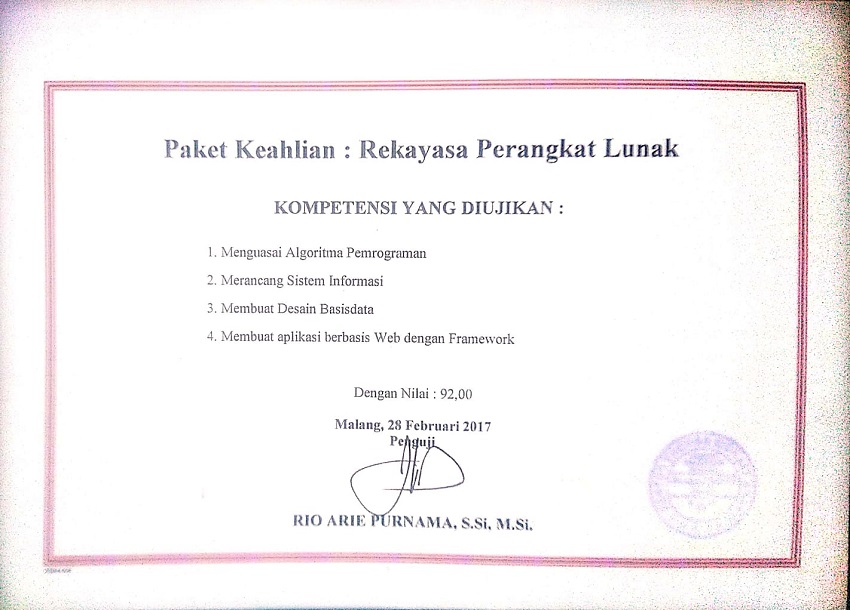 Paket Keahlian : Rekayasa Perangkat Lunak
KOMPETENSI YANG DIUJIKAN :
1. Menguasai Algoritma Pemrograman
2. Merancang Sistem Informasi
3. Membuat Desain Basisdata
4. Membuat aplikasi berbasis Web dengan Framework
Dengan Nilai : 92,00
Malang, 28 Februari 2017
Penguji
RIO ARIE PURNAMA, S.Si, M.Si.